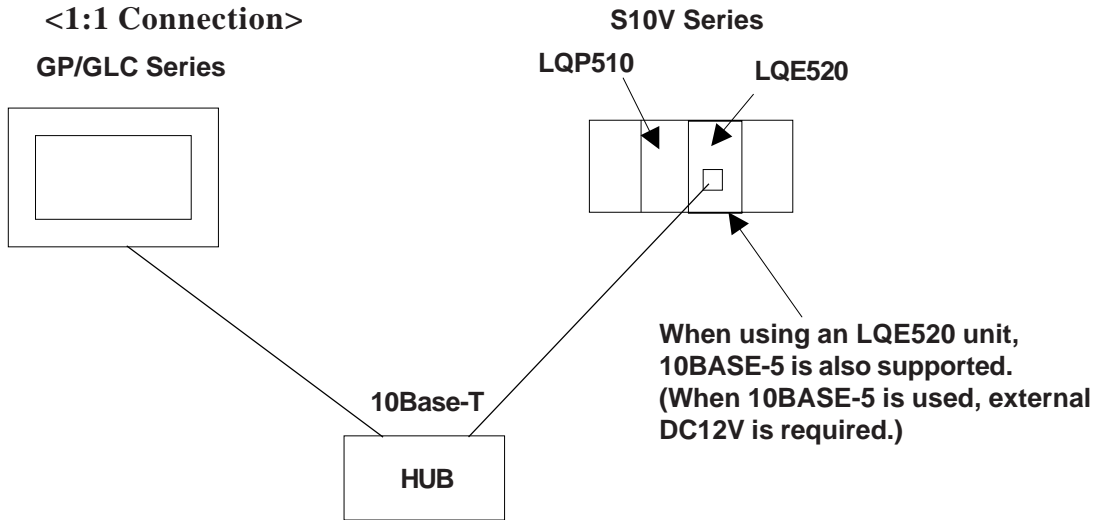 <1:1 Connection>
S10V Series
GP/GLC Series
LQP510
LQE520
When using an LQE520 unit,
10BASE-5 is also supported.
(When 10BASE-5 is used, external
DC12V is required.)
10Base-T
HUB